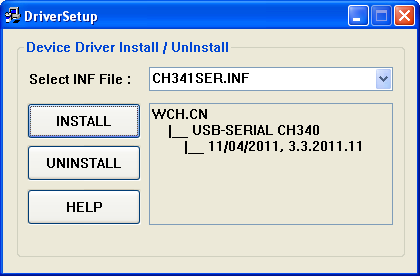 DriverSetup
Device Driver Install / UnInstall
Select INF File :
CH341SER.INF
INSTALL
UNINSTALL
HELP
WCH.CN
|__ USB-SERIAL CH340
|__ 11/04/2011, 3.3.2011.11